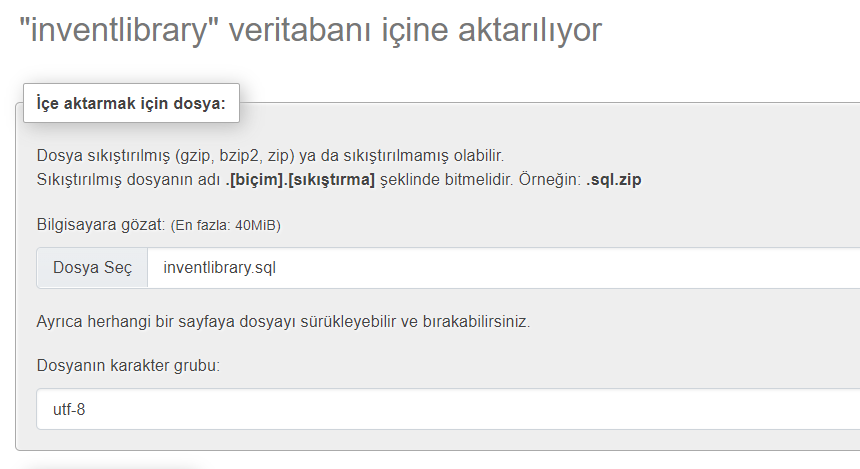 "inventlibrary" veritabanı içine aktarılıyor
İçe aktarmak için dosya:
Dosya sıkıştırılmış (gzip, bzip2, zip) ya da sıkıştırılmamış olabilir.
Sıkıştırılmış dosyanın adı .[biçim].[sıkıştırma] şeklinde bitmelidir. Örneğin: .sql.zip
Bilgisayara gözat: (En fazla: 40MiB)
Dosya Seç inventlibrary.sql
Ayrıca herhangi bir sayfaya dosyayı sürükleyebilir ve bırakabilirsiniz.
Dosyanın karakter grubu:
utf-8